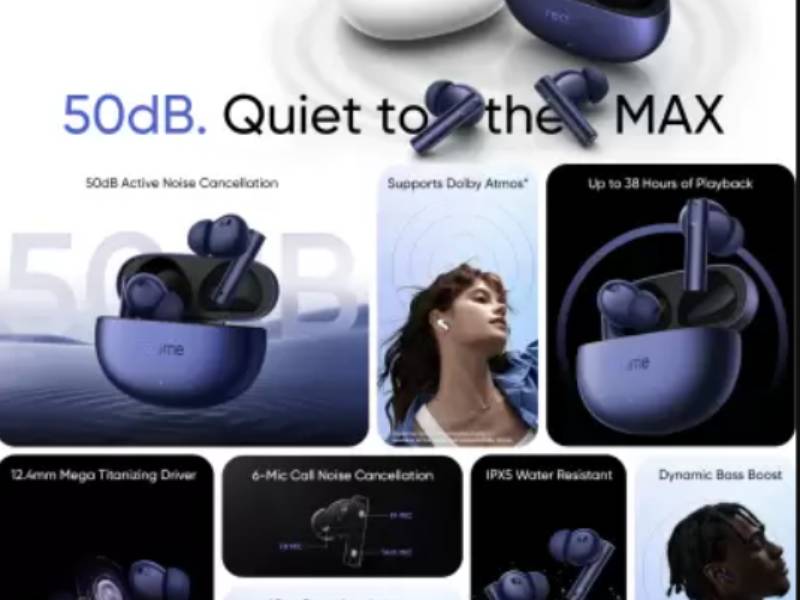 50dB. Quiet to the MAX
50dB Active Noise Cancellation
Supports Dolby Atmos*
Up to 38 Hours of Playback
50dB
me
me
12.4mm Mega Titanizing Driver
6-Mic Call Noise Cancellation
IPX5 Water Resistant
Dynamic Bass Boost